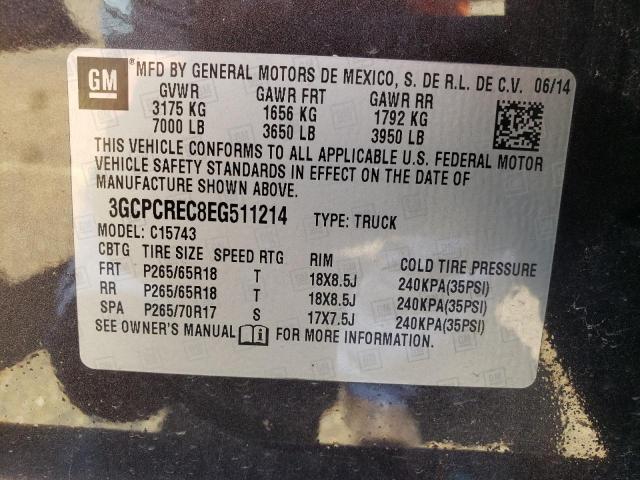 GM ® MFD BY GENERAL MOTORS DE MEXICO, S. DE R.L. DE C.V. 06/14
GVWR GAWR FRT GAWR RR
3175 KG 1656 KG 1792 KG
7000 LB 3650 LB 3950 LB
THIS VEHICLE CONFORMS TO ALL APPLICABLE U.S. FEDERAL MOTOR
VEHICLE SAFETY STANDARDS IN EFFECT ON THE DATE OF
MANUFACTURE SHOWN ABOVE.
3GCPCREC8EG511214 TYPE: TRUCK
MODEL: C15743
CBTG TIRE SIZE SPEED RTG RIM COLD TIRE PRESSURE
FRT P265/65R18 T 18X8.5J 240KPA(35PSI)
RR P265/65R18 T 18X8.5J 240KPA(35PSI)
SPA P265/70R17 S 17X7.5J 240KPA(35PSI)
SEE OWNER'S MANUAL FOR MORE INFORMATION.